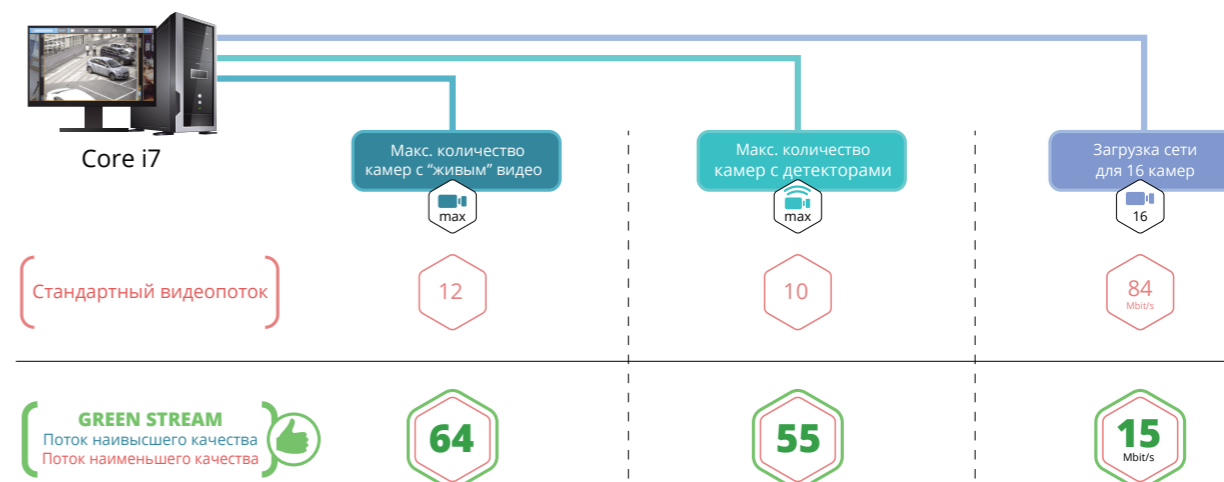 Core i7
Макс. количество
камер с “живым” видео
max
Макс. количество
камер с детекторами
max
Загрузка сети
для 16 камер
16
Стандартный видеопоток
12
10
84
Mbit/s
GREEN STREAM
Поток наивысшего качества
Поток наименьшего качества
64
55
15
Mbit/s